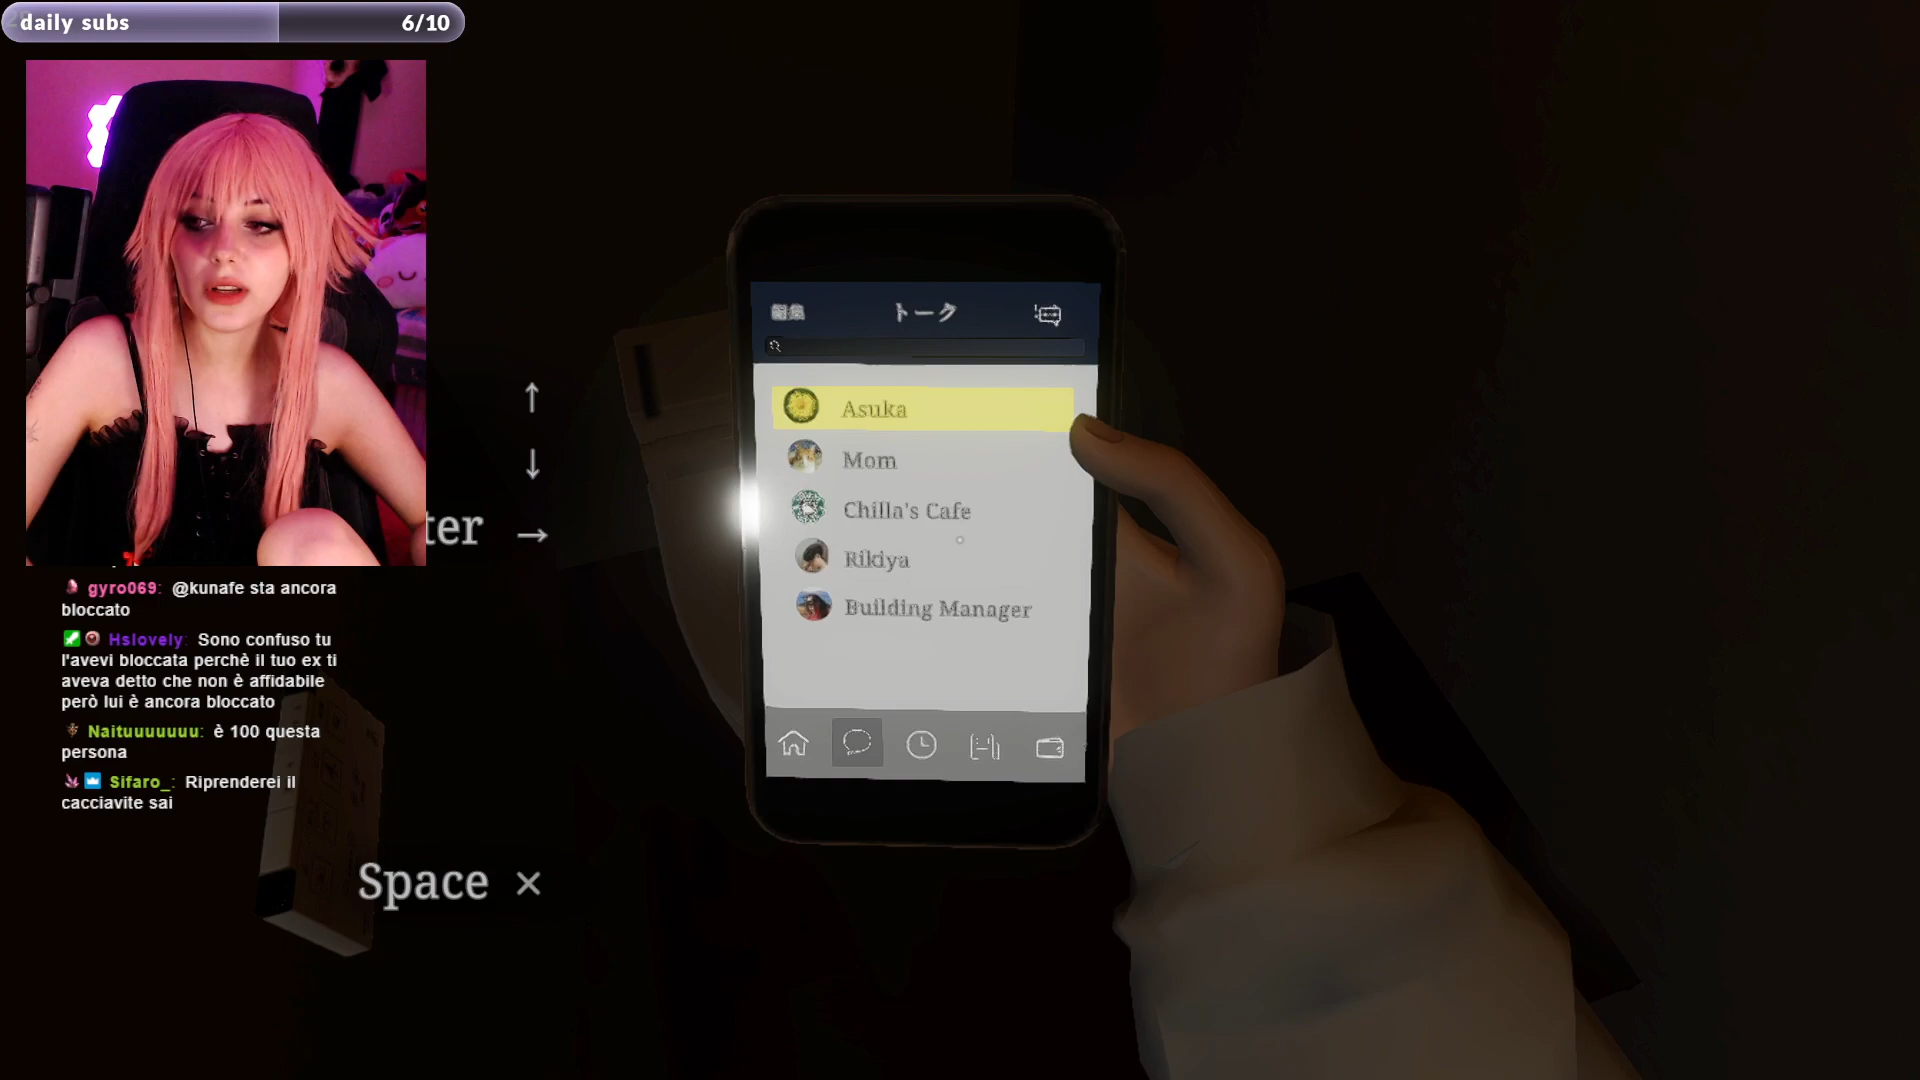 daily subs 6/10
編集 トーク
Asuka
Mom
Chilla's Cafe
Rikiya
Building Manager
ter →
Space ×
gyro069: @kunafe sta ancora
bloccato
Hslovely: Sono confuso tu
l'avevi bloccata perchè il tuo ex ti
aveva detto che non è affidabile
però lui è ancora bloccato
Naituuuuuuu: è 100 questa
persona
Sifaro_: Riprenderei il
cacciavite sai